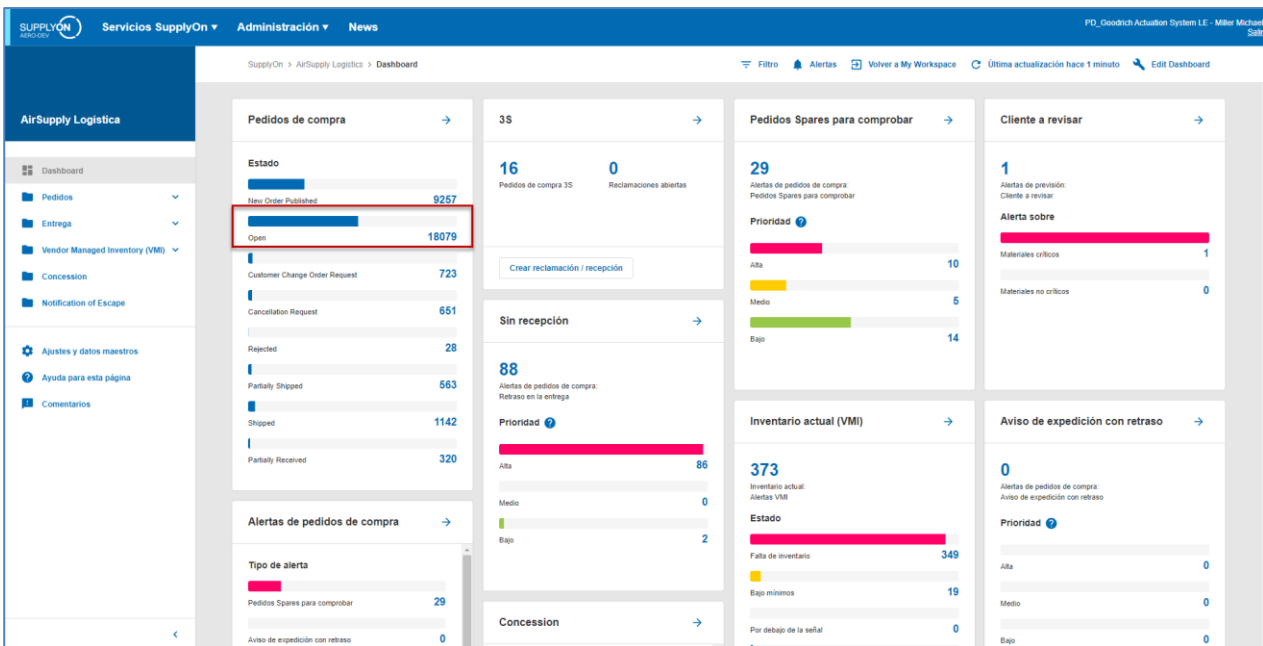 SUPPLYON
AERO-DEV
Servicios SupplyOn ▾ Administración ▾ News
PD_Goodrich Actuation System LE - Miller Michael
Salir
SupplyOn > AirSupply Logistics > Dashboard
Filtro Alertas Volver a My Workspace Última actualización hace 1 minuto Edit Dashboard
AirSupply Logística
Dashboard
Pedidos
Entrega
Vendor Managed Inventory (VMI)
Concession
Notification of Escape
Ajustes y datos maestros
Ayuda para esta página
Comentarios
Pedidos de compra
Estado
New Order Published 9257
Open 18079
Customer Change Order Request 723
Cancellation Request 651
Rejected 28
Partially Shipped 563
Shipped 1142
Partially Received 320
Alertas de pedidos de compra
Tipo de alerta
Pedidos Spares para comprobar 29
Aviso de expedición con retraso 0
3S
16 0
Pedidos de compra 3S Reclamaciones abiertas
Crear reclamación / recepción
Sin recepción
88
Alertas de pedidos de compra:
Retraso en la entrega
Prioridad ?
Alta 86
Medio 0
Bajo 2
Concession
Pedidos Spares para comprobar
29
Alertas de pedidos de compra:
Pedidos Spares para comprobar
Prioridad ?
Alta 10
Medio 5
Bajo 14
Inventario actual (VMI)
373
Inventario actual:
Alertas VMI
Estado
Falta de inventario 349
Bajo mínimos 19
Por debajo de la señal 0
Cliente a revisar
1
Alertas de previsión:
Cliente a revisar
Alerta sobre
Materiales críticos 1
Materiales no críticos 0
Aviso de expedición con retraso
0
Alertas de pedidos de compra:
Aviso de expedición con retraso
Prioridad ?
Alta 0
Medio 0
Bajo 0